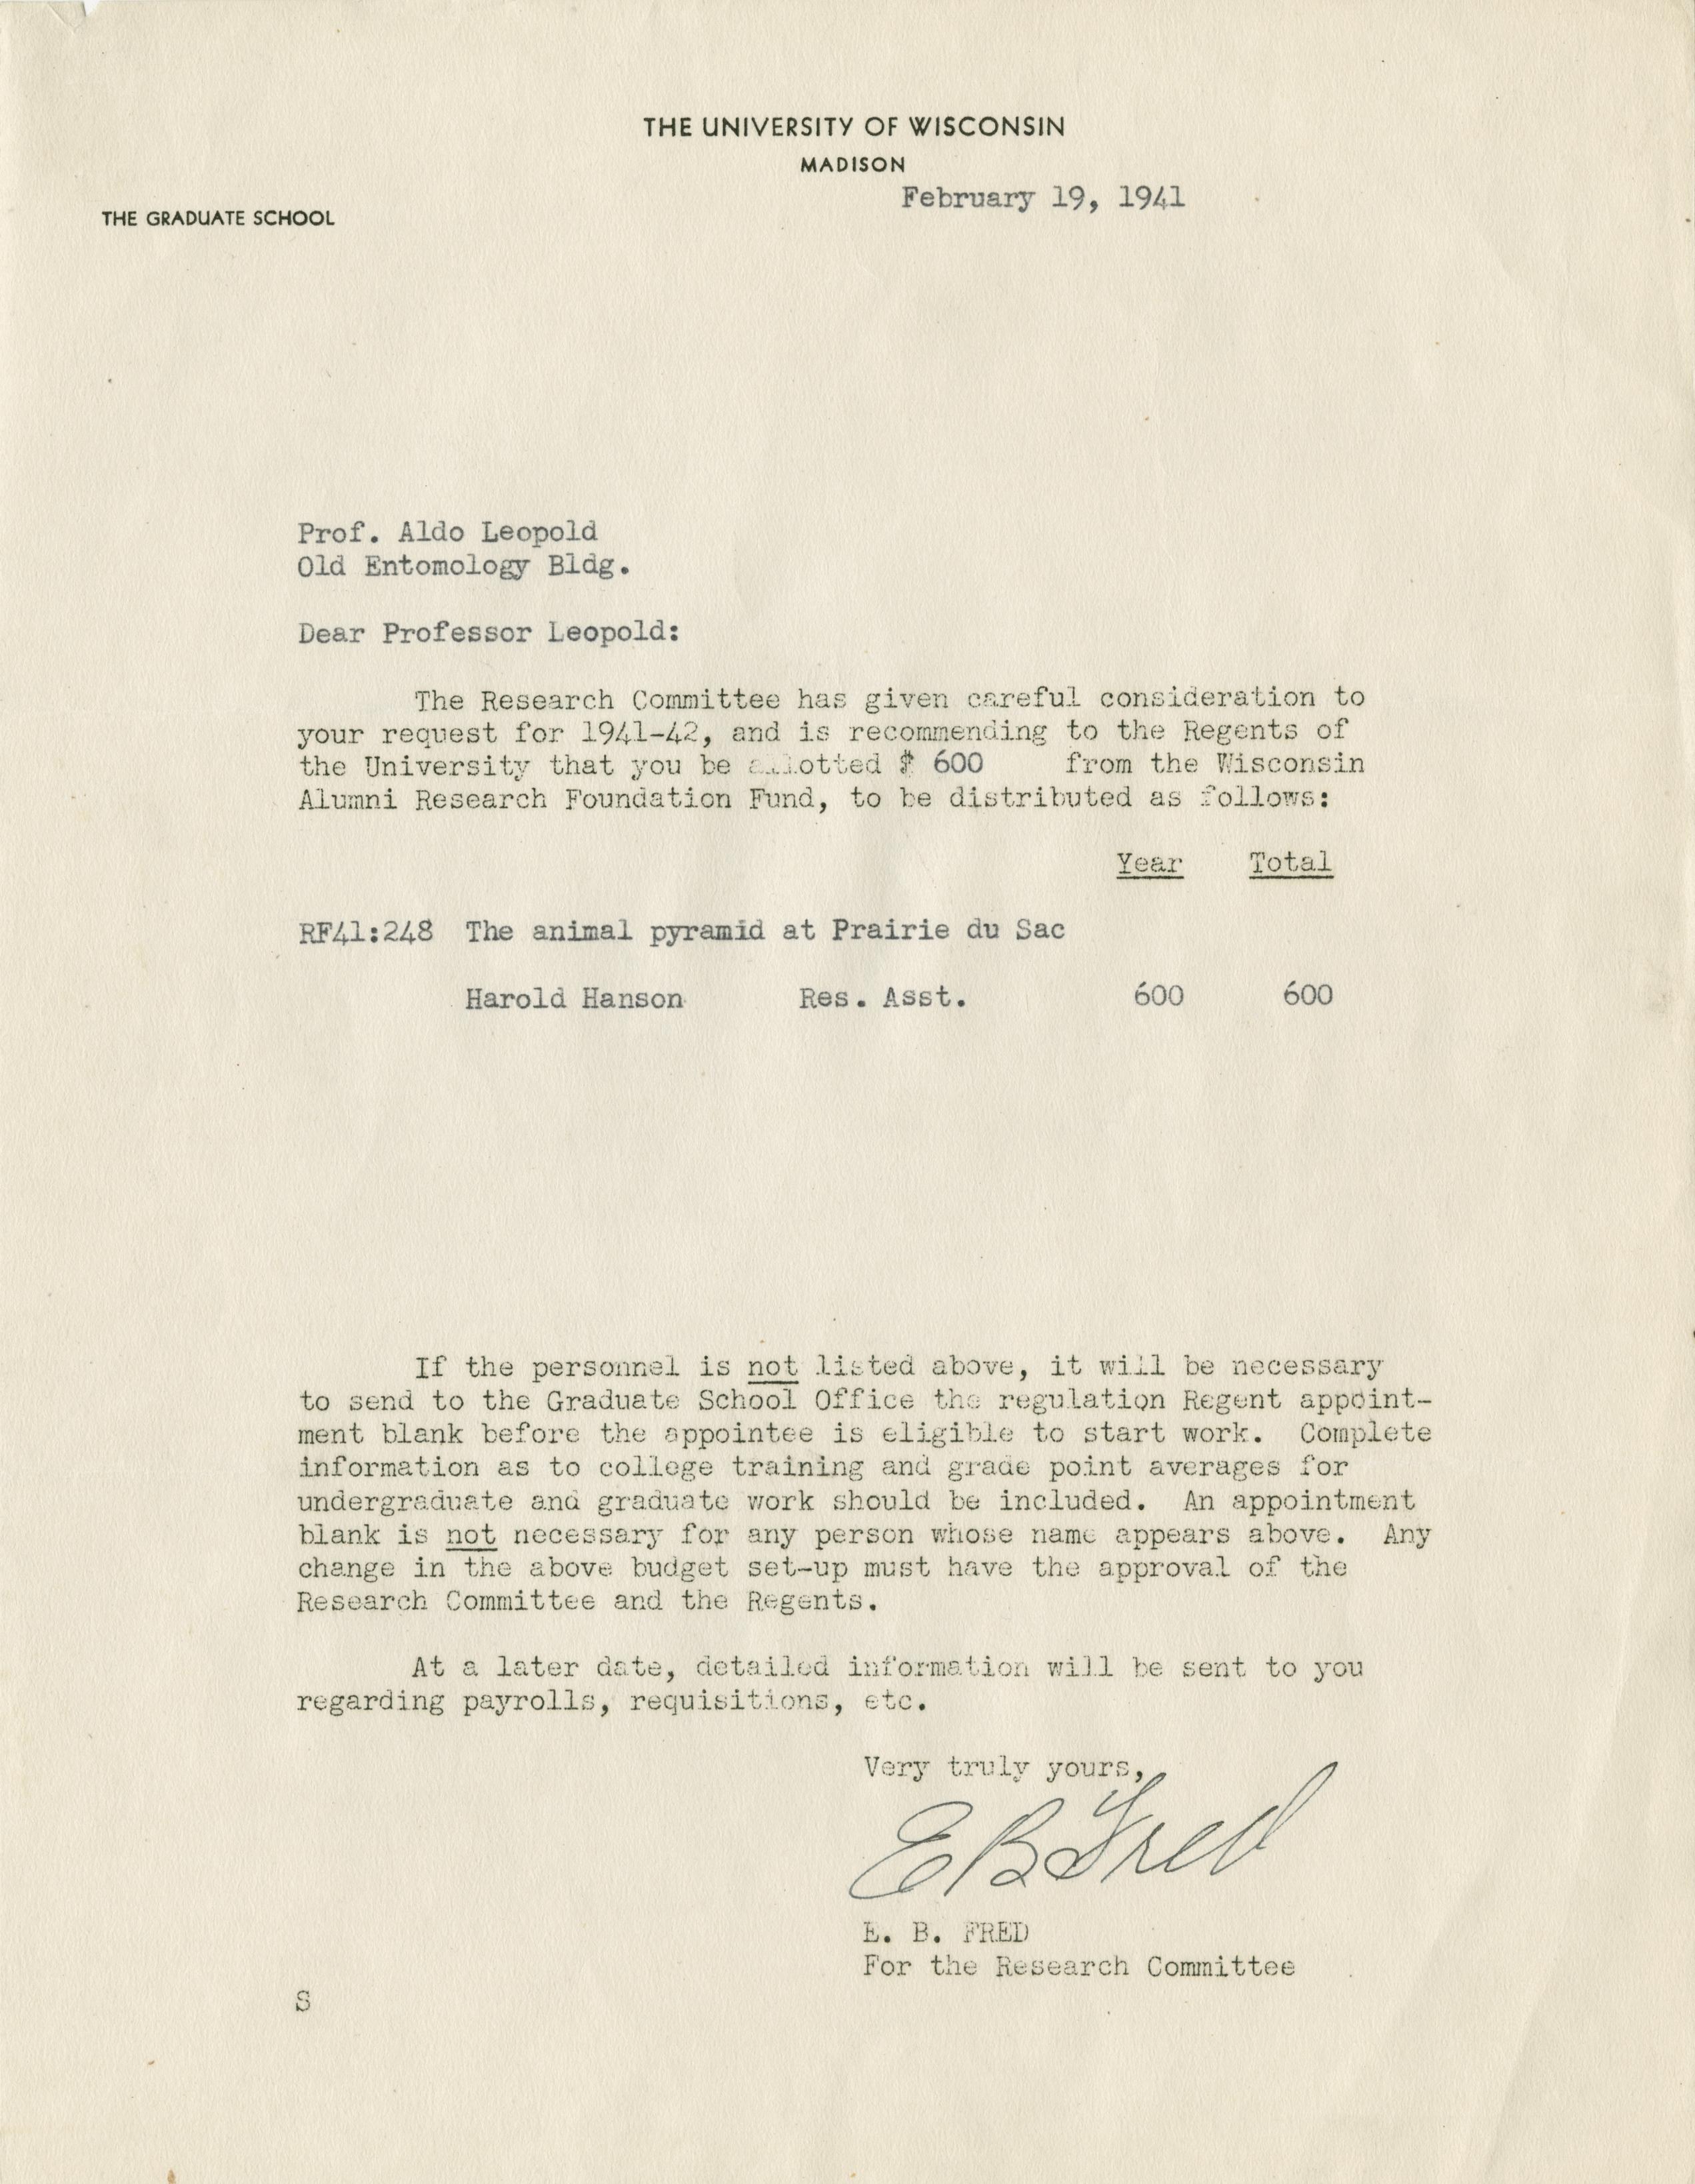 THE UNIVERSITY OF WISCONSIN
MADISON
February 19, 1941
THE GRADUATE SCHOOL
Prof. Aldo Leopold
Old Entomology Bldg.
Dear Professor Leopold:
The Research Committee has given careful consideration to
your request for 1941-42, and is recommending to the Regents of
the University that you be allotted $ 600 from the Wisconsin
Alumni Research Foundation Fund, to be distributed as follows:
Year Total
RF41:248 The animal pyramid at Prairie du Sac
Harold Hanson Res. Asst. 600 600
If the personnel is not listed above, it will be necessary
to send to the Graduate School Office the regulation Regent appoint-
ment blank before the appointee is eligible to start work. Complete
information as to college training and grade point averages for
undergraduate and graduate work should be included. An appointment
blank is not necessary for any person whose name appears above. Any
change in the above budget set-up must have the approval of the
Research Committee and the Regents.
At a later date, detailed information will be sent to you
regarding payrolls, requisitions, etc.
Very truly yours,
E B Fred
E. B. FRED
For the Research Committee
S